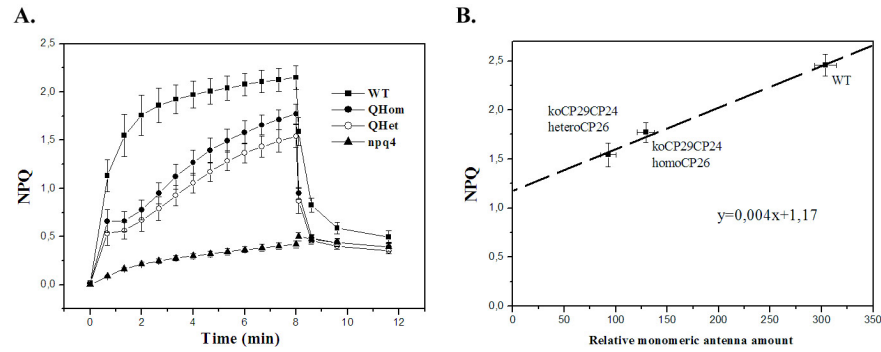 A.
NPQ
2,5
2,0
1,5
1,0
0,5
0,0
WT
QHom
QHet
npq4
0 2 4 6 8 10 12
Time (min)
B.
NPQ
2,5
2,0
1,5
1,0
0,5
0,0
koCP29CP24
heteroCP26
koCP29CP24
homoCP26
WT
y=0,004x+1,17
0 50 100 150 200 250 300 350
Relative monomeric antenna amount